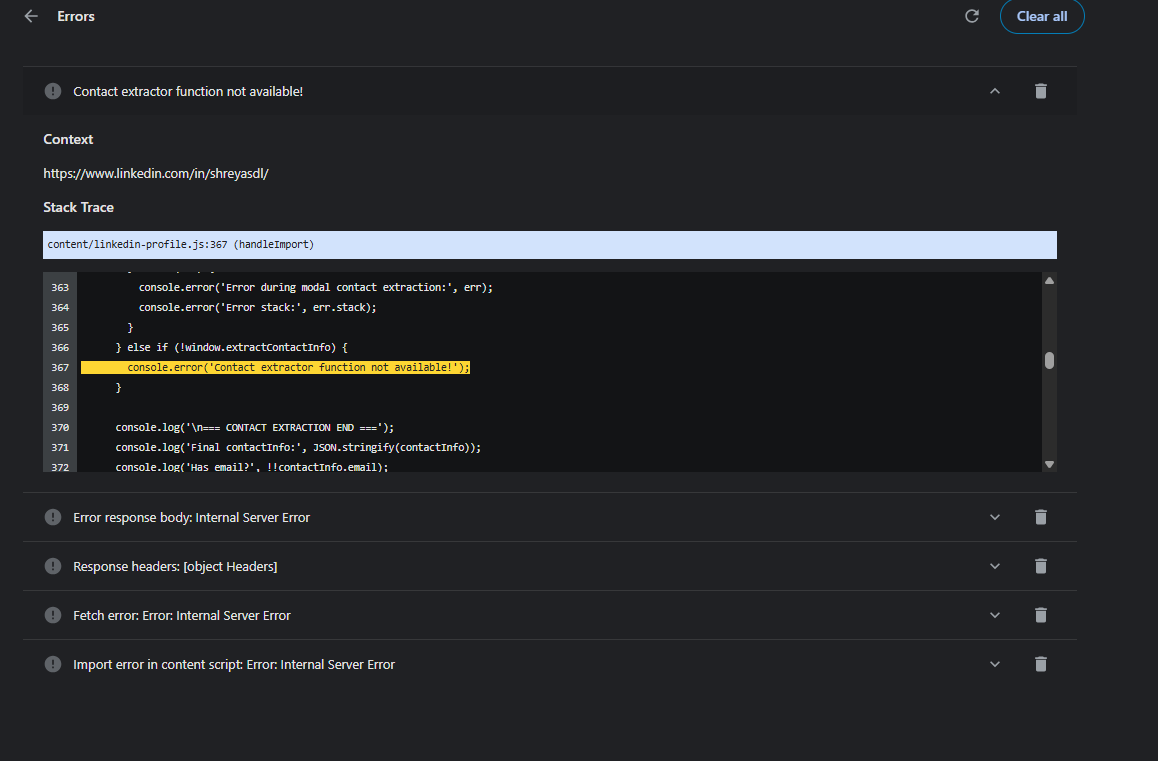 Errors
Clear all
Contact extractor function not available!
Context
https://www.linkedin.com/in/shreyasdl/
Stack Trace
content/linkedin-profile.js:367 (handleImport)
363 console.error('Error during modal contact extraction:', err);
364 console.error('Error stack:', err.stack);
365 }
366 } else if (!window.extractContactInfo) {
367 console.error('Contact extractor function not available!');
368 }
369
370 console.log('\n=== CONTACT EXTRACTION END ===');
371 console.log('Final contactInfo:', JSON.stringify(contactInfo));
372 console.log('Has email?', !!contactInfo.email);
Error response body: Internal Server Error
Response headers: [object Headers]
Fetch error: Error: Internal Server Error
Import error in content script: Error: Internal Server Error